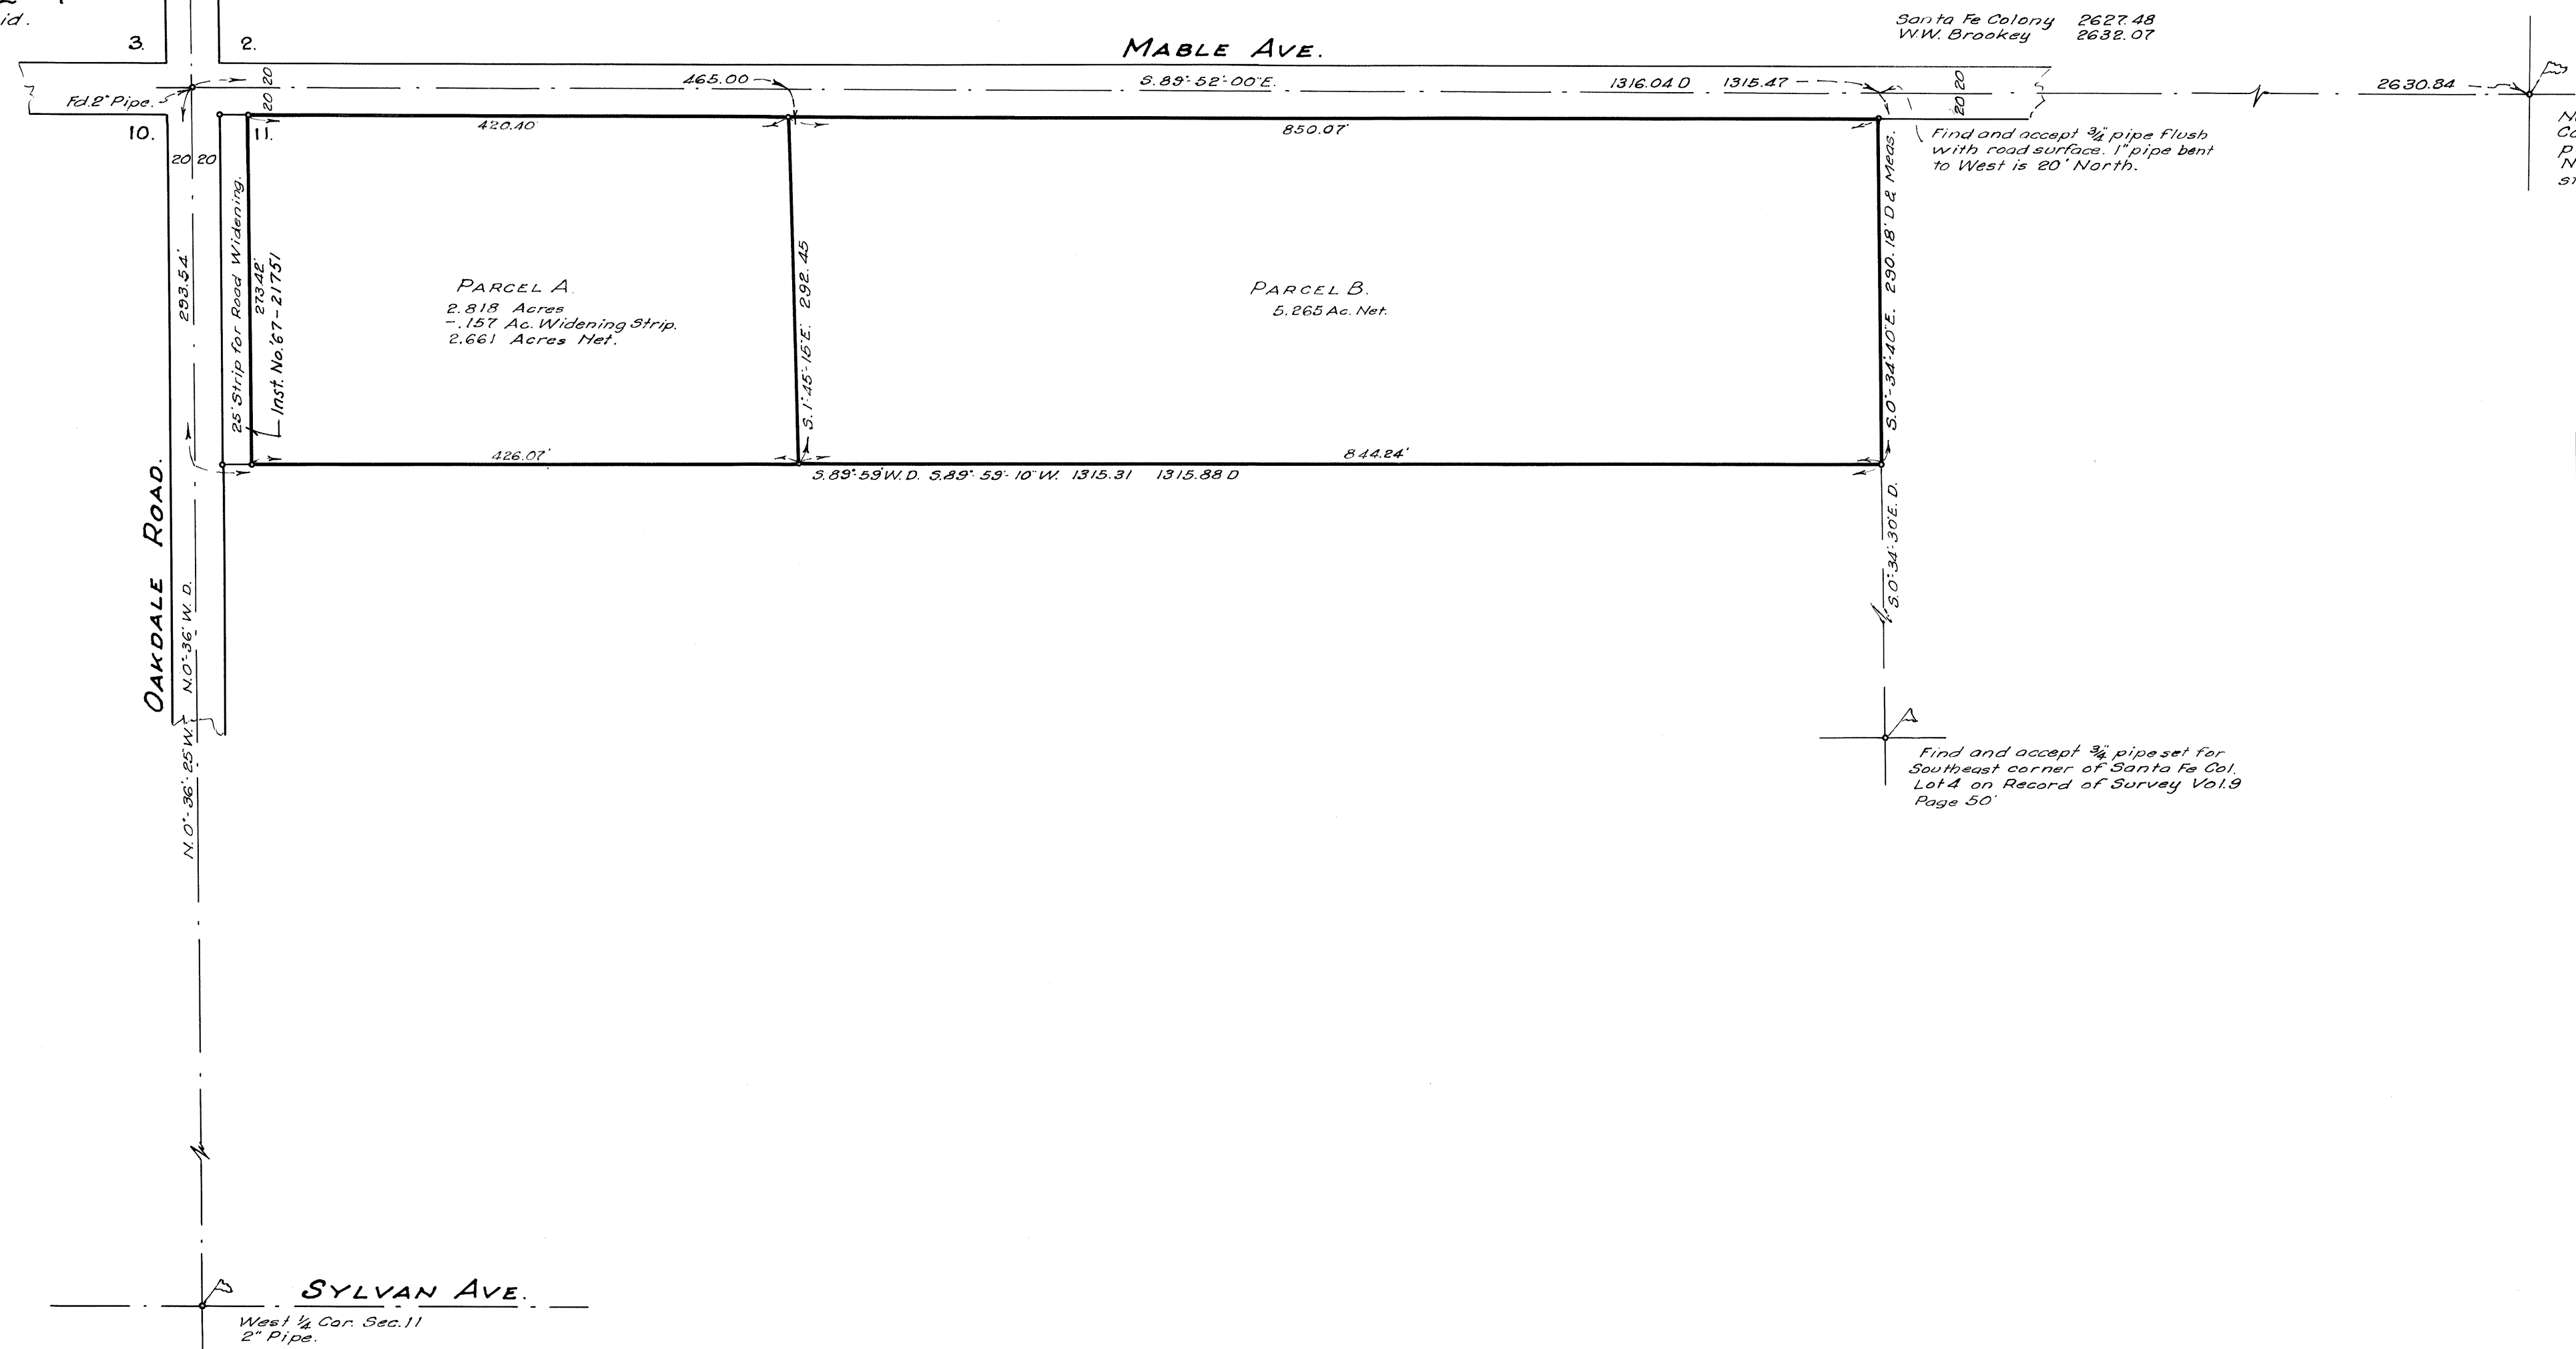 id.
3.
2.
MABLE AVE.
Santa Fe Colony 2627.48
W.W. Brookey 2632.07
465.00
S.89°-52'-00"E.
1316.04 D
1315.47
2630.84
20 20
20 20
Fd.2" Pipe.
10.
11.
420.40'
850.07'
Find and accept 3/4" pipe flush
with road surface. 1" pipe bent
to West is 20' North.
20 20
293.54'
25' Strip for Road Widening.
273.42'
Inst. No. 67-21751
PARCEL A.
2.818 Acres
-.157 Ac. Widening Strip.
2.661 Acres Net.
S.1°-45'-15"E. 292.45
PARCEL B.
5.265 Ac. Net.
S.0°-34'-40"E. 290.18' D & Meas.
426.07'
844.24'
S.89°-59'W.D. S.89°-59'-10"W. 1315.31 1315.88 D
OAKDALE ROAD.
N.0°-36'-25"W. N.0°-36' W. D.
S.0°-34'-30"E. D.
Find and accept 3/4" pipe set for
Southeast corner of Santa Fe Col.
Lot 4 on Record of Survey Vol.9
Page 50'
SYLVAN AVE.
West 1/4 Cor. Sec.11
2" Pipe.